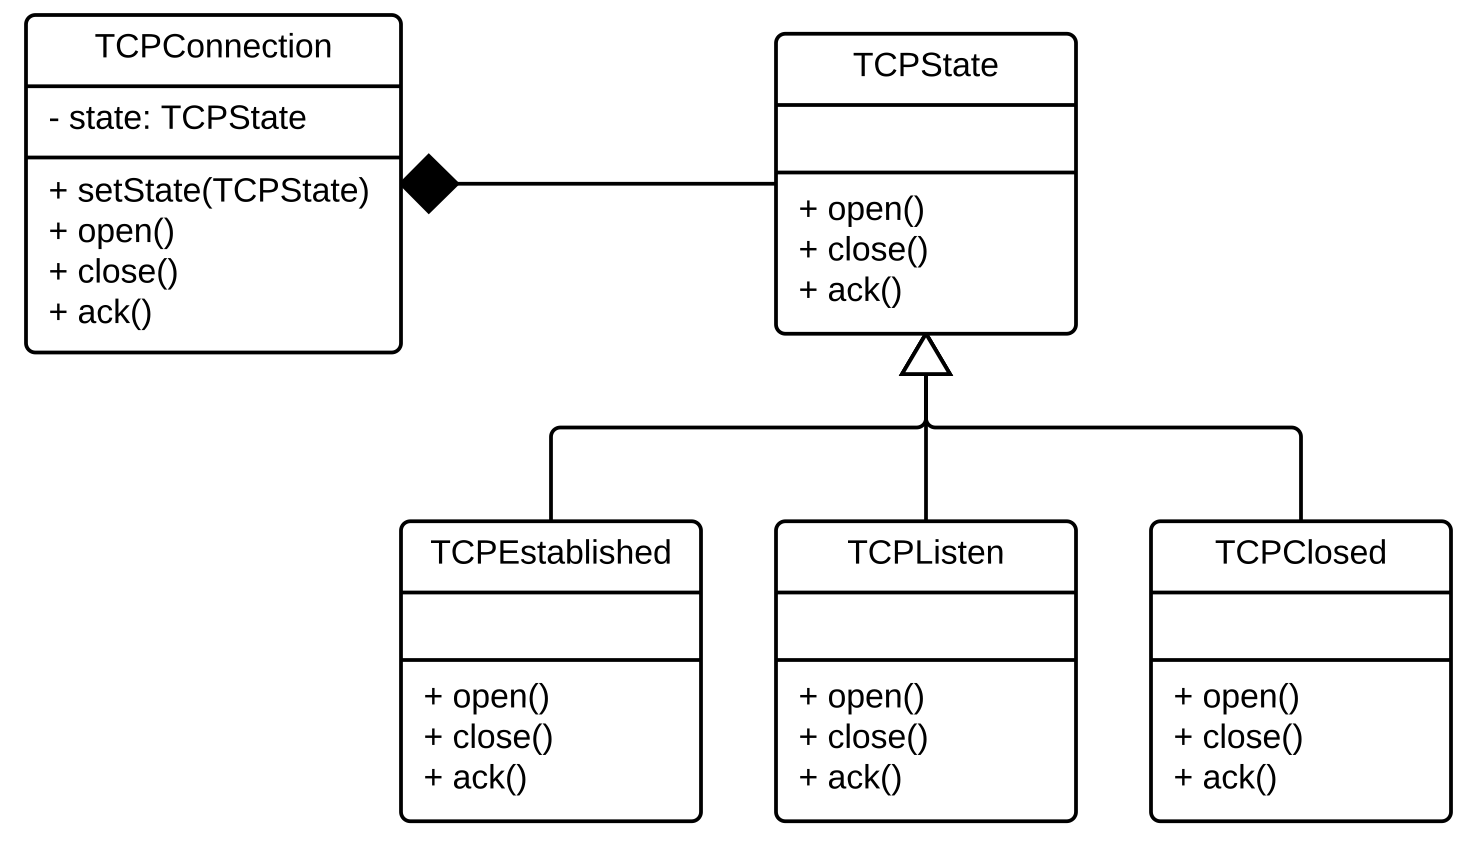 TCPConnection
- state: TCPState
+ setState(TCPState)
+ open()
+ close()
+ ack()
TCPState
+ open()
+ close()
+ ack()
TCPEstablished
+ open()
+ close()
+ ack()
TCPListen
+ open()
+ close()
+ ack()
TCPClosed
+ open()
+ close()
+ ack()